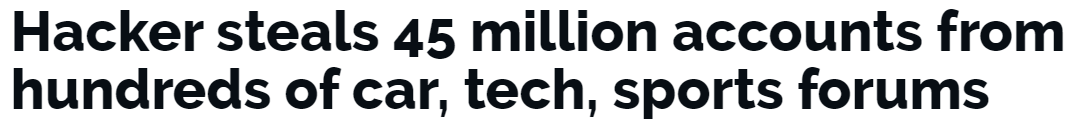 Hacker steals 45 million accounts from
hundreds of car, tech, sports forums